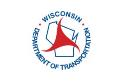 WISCONSIN
DEPARTMENT OF TRANSPORTATION